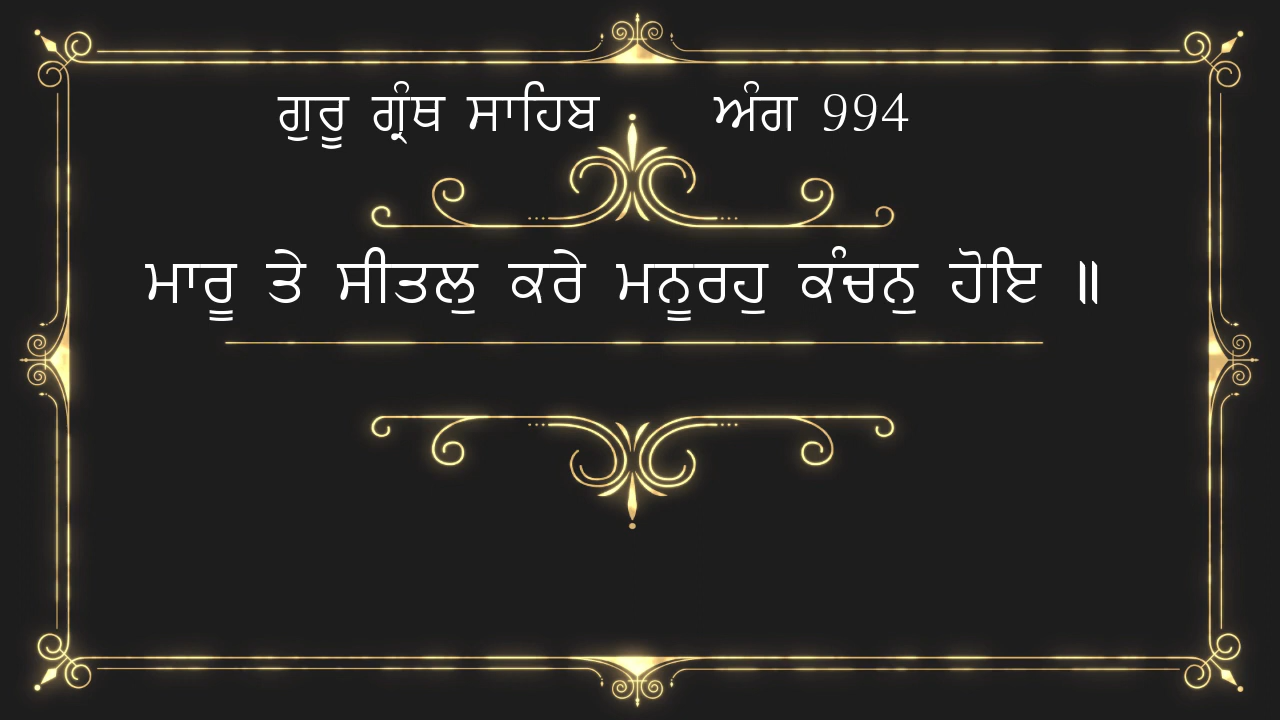 ਗੁਰੂ ਗ੍ਰੰਥ ਸਾਹਿਬ ਅੰਗ 994
ਮਾਰੂ ਤੇ ਸੀਤਲੁ ਕਰੇ ਮਨੂਰਹੁ ਕੰਚਨੁ ਹੋਇ ॥